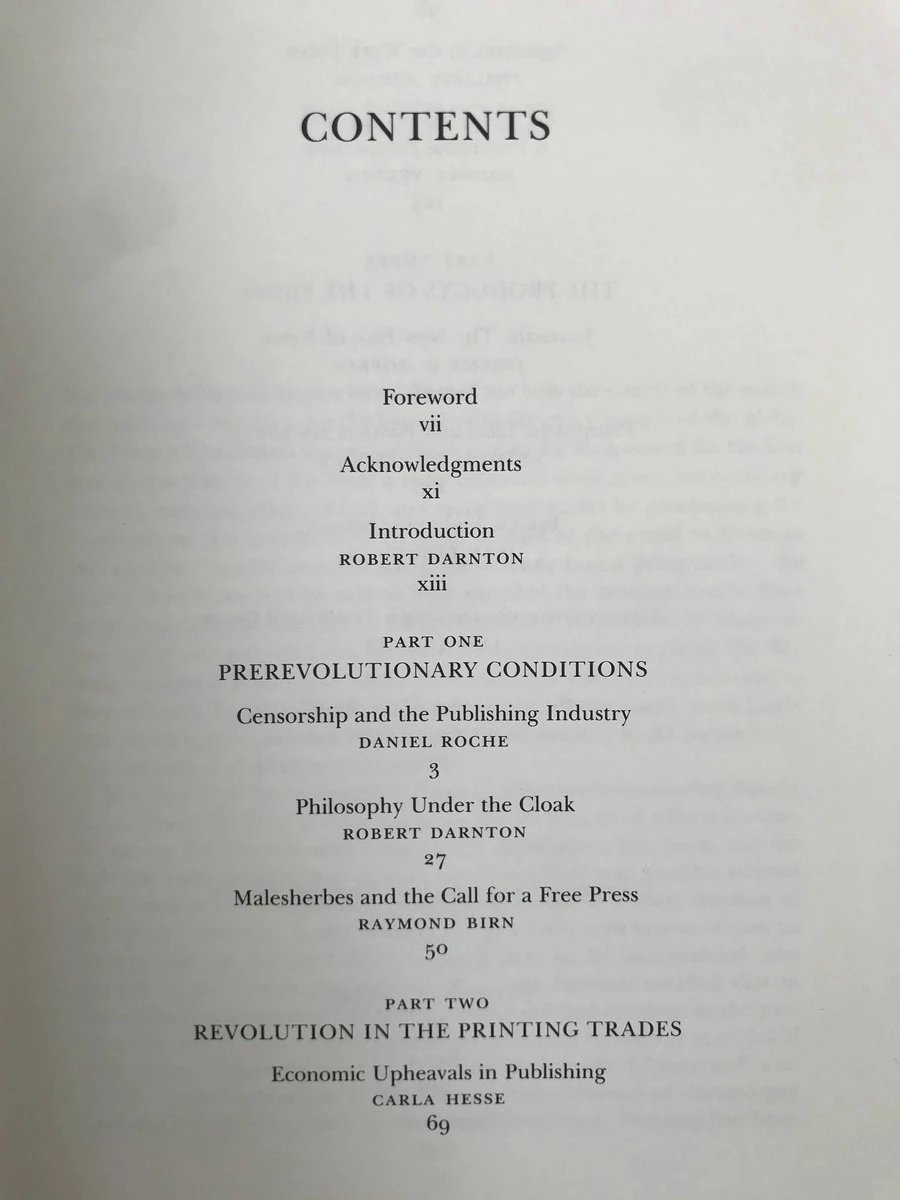 CONTENTS
Foreword
vii
Acknowledgments
xi
Introduction
ROBERT DARNTON
xiii
PART ONE
PREREVOLUTIONARY CONDITIONS
Censorship and the Publishing Industry
DANIEL ROCHE
3
Philosophy Under the Cloak
ROBERT DARNTON
27
Malesherbes and the Call for a Free Press
RAYMOND BIRN
50
PART TWO
REVOLUTION IN THE PRINTING TRADES
Economic Upheavals in Publishing
CARLA HESSE
69